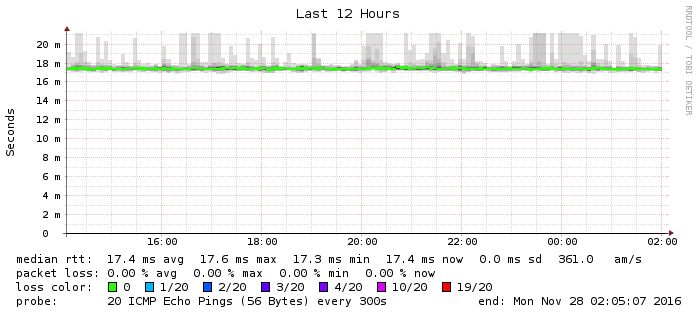 Last 12 Hours
RRDTOOL / TOBI OETIKER
Seconds
20 m
18 m
16 m
14 m
12 m
10 m
8 m
6 m
4 m
2 m
0
16:00 18:00 20:00 22:00 00:00 02:00
median rtt: 17.4 ms avg 17.6 ms max 17.3 ms min 17.4 ms now 0.0 ms sd 361.0 am/s
packet loss: 0.00 % avg 0.00 % max 0.00 % min 0.00 % now
loss color: 0 1/20 2/20 3/20 4/20 10/20 19/20
probe: 20 ICMP Echo Pings (56 Bytes) every 300s end: Mon Nov 28 02:05:07 2016